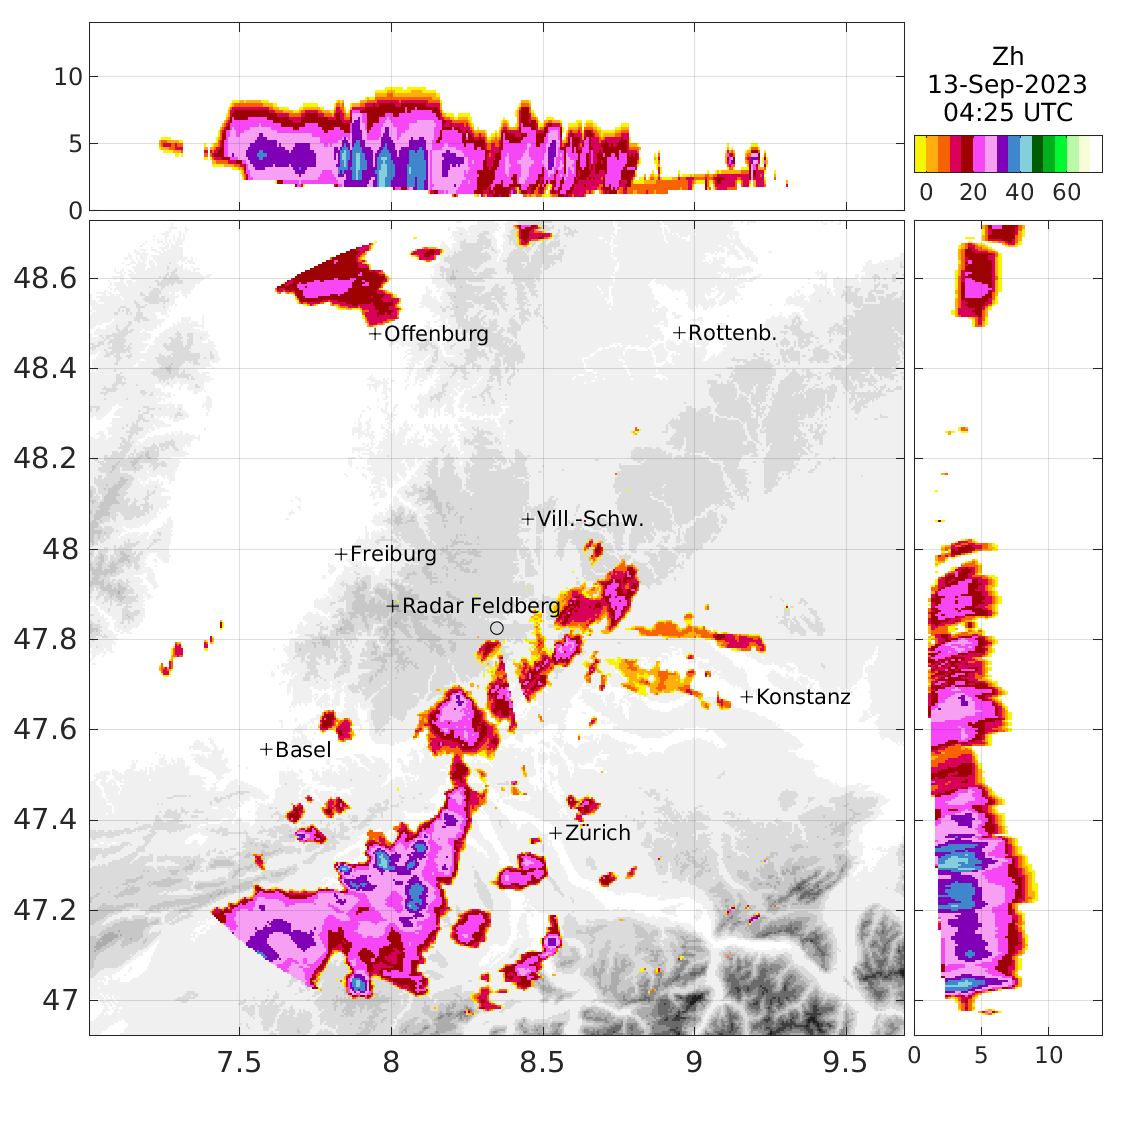 10
5
0
Zh
13-Sep-2023
04:25 UTC
0 20 40 60
48.6
48.4
48.2
48
47.8
47.6
47.4
47.2
47
+Offenburg
+Rottenb.
+Vill.-Schw.
+Freiburg
+Radar Feldberg
+Konstanz
+Basel
+Zürich
7.5 8 8.5 9 9.5
0 5 10